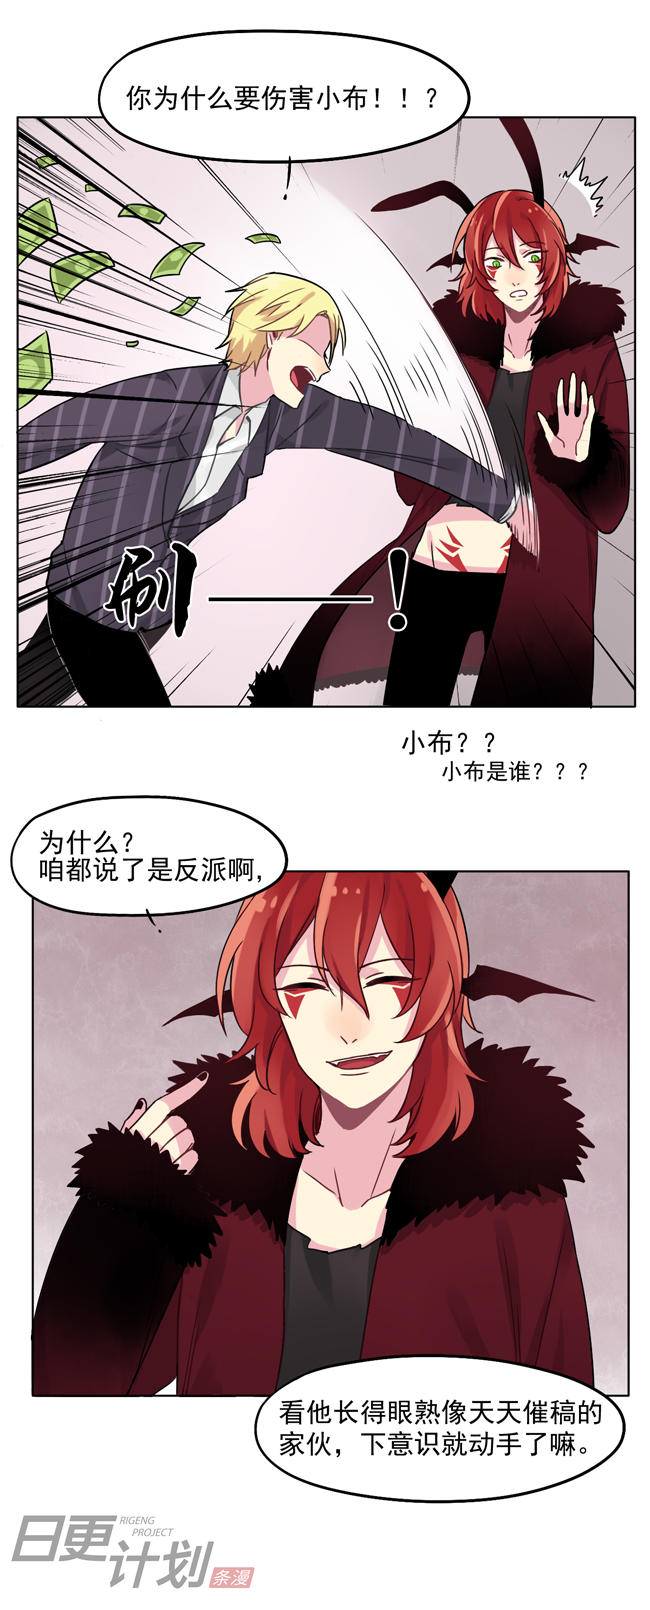 你为什么要伤害小布！！？
刷——！
小布？？
小布是谁？？？
为什么？
咱都说了是反派啊，
看他长得眼熟像天天催稿的
家伙，下意识就动手了嘛。
日更
RIGENG
PROJECT
计划
条漫